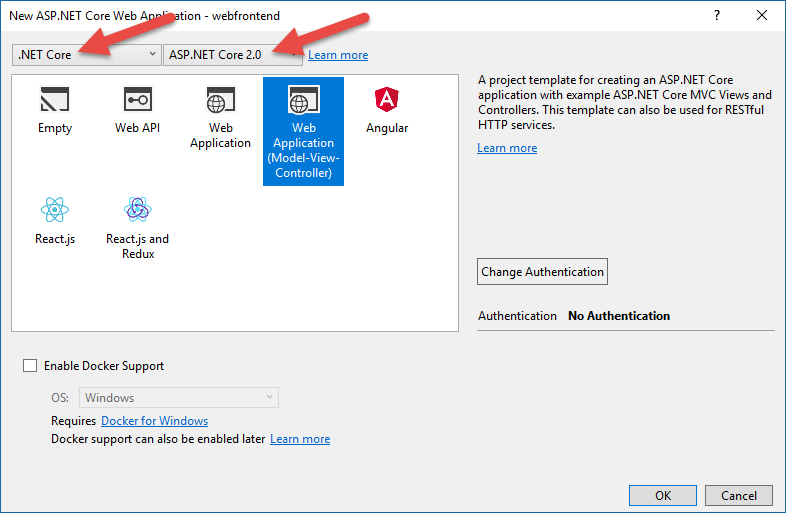 New ASP.NET Core Web Application - webfrontend
.NET Core
ASP.NET Core 2.0
Learn more
Empty
Web API
Web
Application
Web
Application
(Model-View-
Controller)
Angular
React.js
React.js and
Redux
A project template for creating an ASP.NET Core
application with example ASP.NET Core MVC Views and
Controllers. This template can also be used for RESTful
HTTP services.
Learn more
Change Authentication
Authentication No Authentication
Enable Docker Support
OS: Windows
Requires Docker for Windows
Docker support can also be enabled later Learn more
OK
Cancel